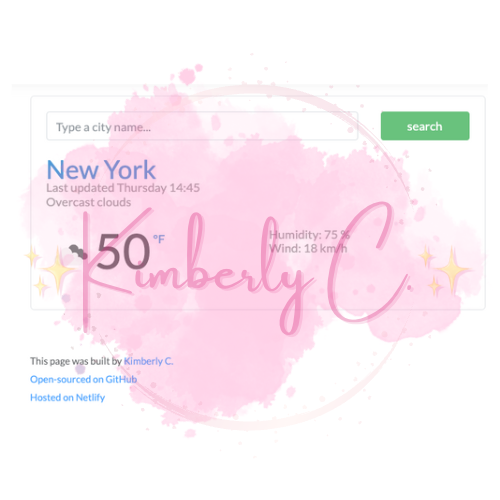 Type a city name...
search
New York
Last updated Thursday 14:45
Overcast clouds
50 °F
Humidity: 75 %
Wind: 18 km/h
Kimberly C.
This page was built by Kimberly C.
Open-sourced on GitHub
Hosted on Netlify